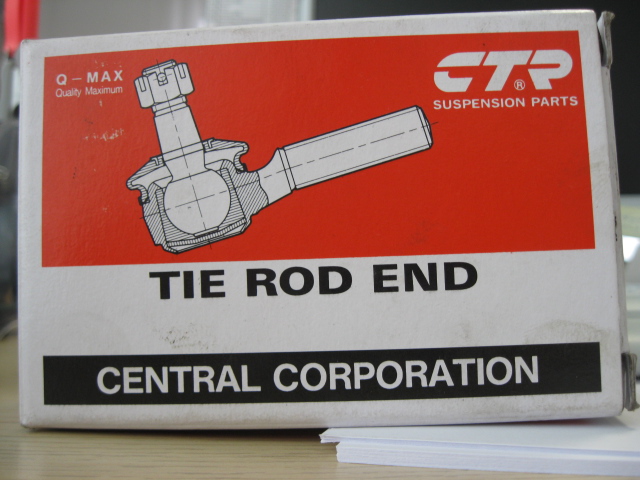 Q-MAX
Quality Maximum
CTR®
SUSPENSION PARTS
TIE ROD END
CENTRAL CORPORATION